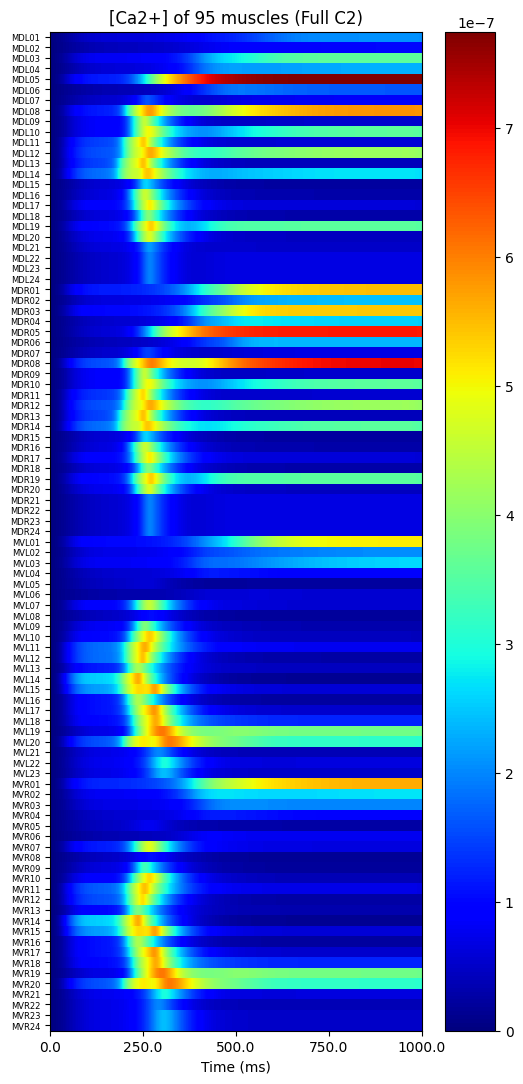 [Ca2+] of 95 muscles (Full C2)
1e−7
MDL01
MDL02
MDL03
MDL04
MDL05
MDL06
MDL07
MDL08
MDL09
MDL10
MDL11
MDL12
MDL13
MDL14
MDL15
MDL16
MDL17
MDL18
MDL19
MDL20
MDL21
MDL22
MDL23
MDL24
MDR01
MDR02
MDR03
MDR04
MDR05
MDR06
MDR07
MDR08
MDR09
MDR10
MDR11
MDR12
MDR13
MDR14
MDR15
MDR16
MDR17
MDR18
MDR19
MDR20
MDR21
MDR22
MDR23
MDR24
MVL01
MVL02
MVL03
MVL04
MVL05
MVL06
MVL07
MVL08
MVL09
MVL10
MVL11
MVL12
MVL13
MVL14
MVL15
MVL16
MVL17
MVL18
MVL19
MVL20
MVL21
MVL22
MVL23
MVR01
MVR02
MVR03
MVR04
MVR05
MVR06
MVR07
MVR08
MVR09
MVR10
MVR11
MVR12
MVR13
MVR14
MVR15
MVR16
MVR17
MVR18
MVR19
MVR20
MVR21
MVR22
MVR23
MVR24
0.0 250.0 500.0 750.0 1000.0
Time (ms)
7
6
5
4
3
2
1
0